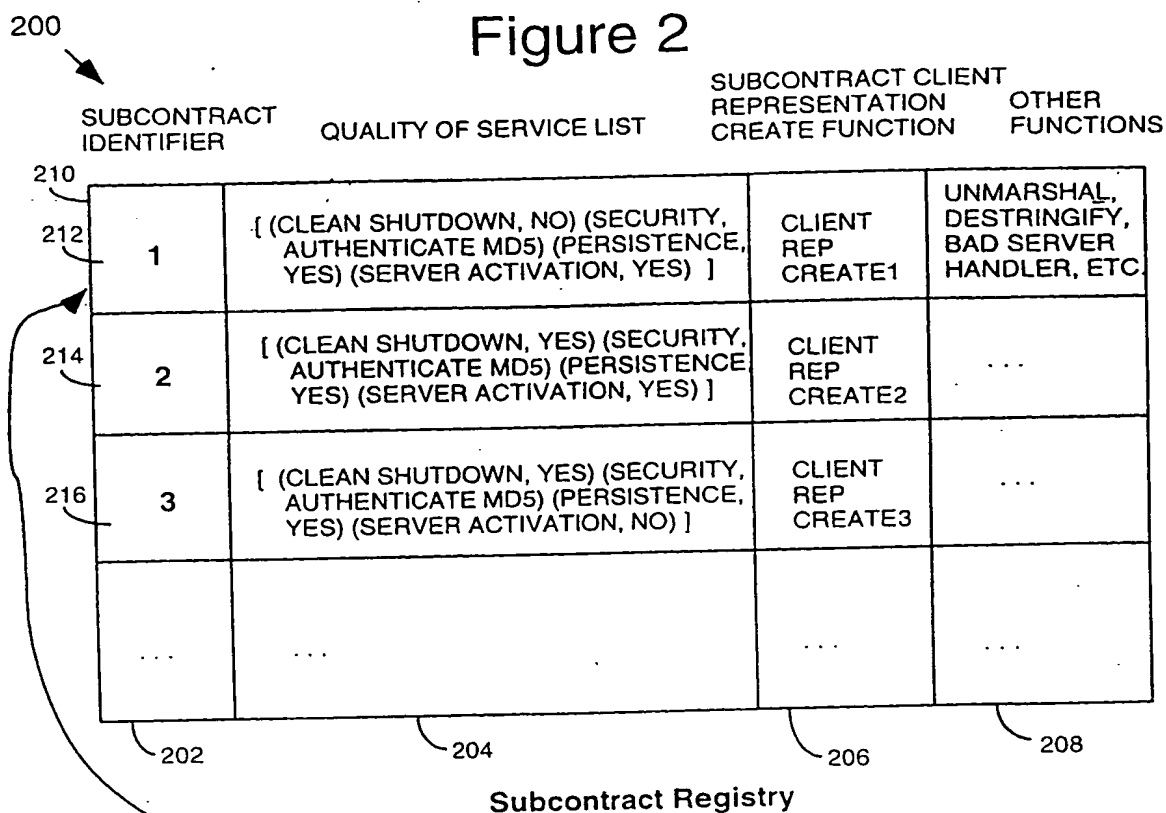 Figure 2
200
SUBCONTRACT
IDENTIFIER
QUALITY OF SERVICE LIST
SUBCONTRACT CLIENT
REPRESENTATION
CREATE FUNCTION
OTHER
FUNCTIONS
210
212
1
[ (CLEAN SHUTDOWN, NO) (SECURITY,
AUTHENTICATE MD5) (PERSISTENCE,
YES) (SERVER ACTIVATION, YES) ]
CLIENT
REP
CREATE1
UNMARSHAL,
DESTRINGIFY,
BAD SERVER
HANDLER, ETC.
214
2
[ (CLEAN SHUTDOWN, YES) (SECURITY,
AUTHENTICATE MD5) (PERSISTENCE
YES) (SERVER ACTIVATION, YES) ]
CLIENT
REP
CREATE2
...
216
3
[ (CLEAN SHUTDOWN, YES) (SECURITY,
AUTHENTICATE MD5) (PERSISTENCE,
YES) (SERVER ACTIVATION, NO) ]
CLIENT
REP
CREATE3
...
...
...
...
...
202
204
206
208
Subcontract Registry